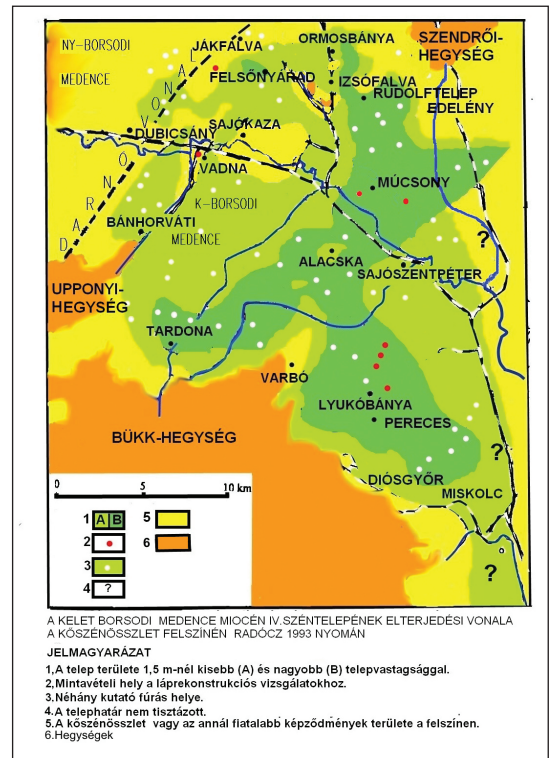 NY-BORSODI
MEDENCE
JÁKFALVA
ORMOSBÁNYA
SZENDRŐI-
HEGYSÉG
FELSŐNYÁRÁD
IZSÓFALVA
RUDOLFTELEP
EDELÉNY
DARNO VONAL
DUBICSÁNY
SAJÓKAZA
VADNA
MÚCSONY
K-BORSODI
MEDENCE
BÁNHORVÁTI
?
ALACSKA
SAJÓSZENTPÉTER
UPPONYI-
HEGYSÉG
TARDONA
VARBÓ
LYUKÓBÁNYA
PERECES
BÜKK-HEGYSÉG
?
DIÓSGYŐR
MISKOLC
?
0 5 10 km
1 A B 5
2 6
3
4 ?
A KELET BORSODI MEDENCE MIOCÉN IV.SZÉNTELEPÉNEK ELTERJEDÉSI VONALA
A KŐSZÉNÖSSZLET FELSZÍNÉN RADÓCZ 1993 NYOMÁN
JELMAGYARÁZAT
1,A telep területe 1,5 m-nél kisebb (A) és nagyobb (B) telepvastagsággal.
2,Mintavételi hely a láprekonstrukciós vizsgálatokhoz.
3.Néhány kutató fúrás helye.
4.A telephatár nem tisztázott.
5.A kőszénösszlet vagy az annál fiatalabb képződmények területe a felszínen.
6.Hegységek